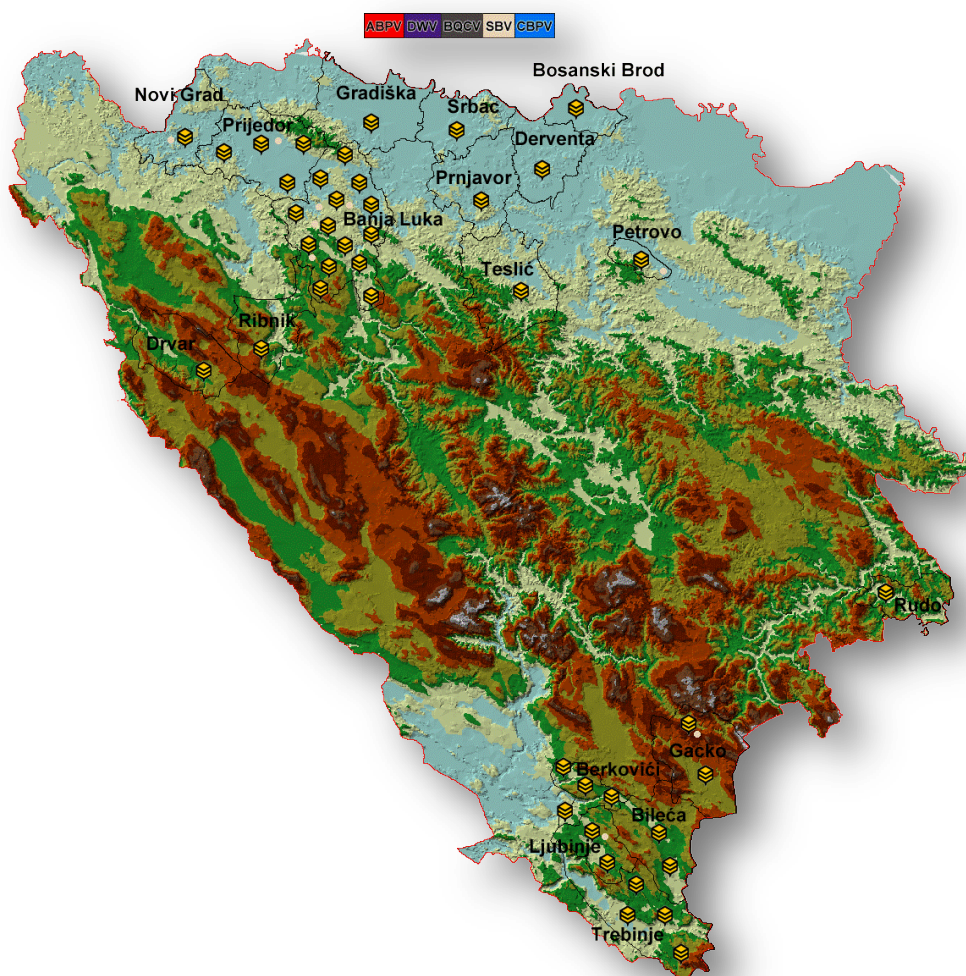 ABPV DWV BQCV SBV CBPV
Bosanski Brod
Novi Grad
Gradiška
Srbac
Prijedor
Derventa
Prnjavor
Banja Luka
Petrovo
Teslić
Ribnik
Drvar
Rudo
Gacko
Berkovići
Bileća
Ljubinje
Trebinje